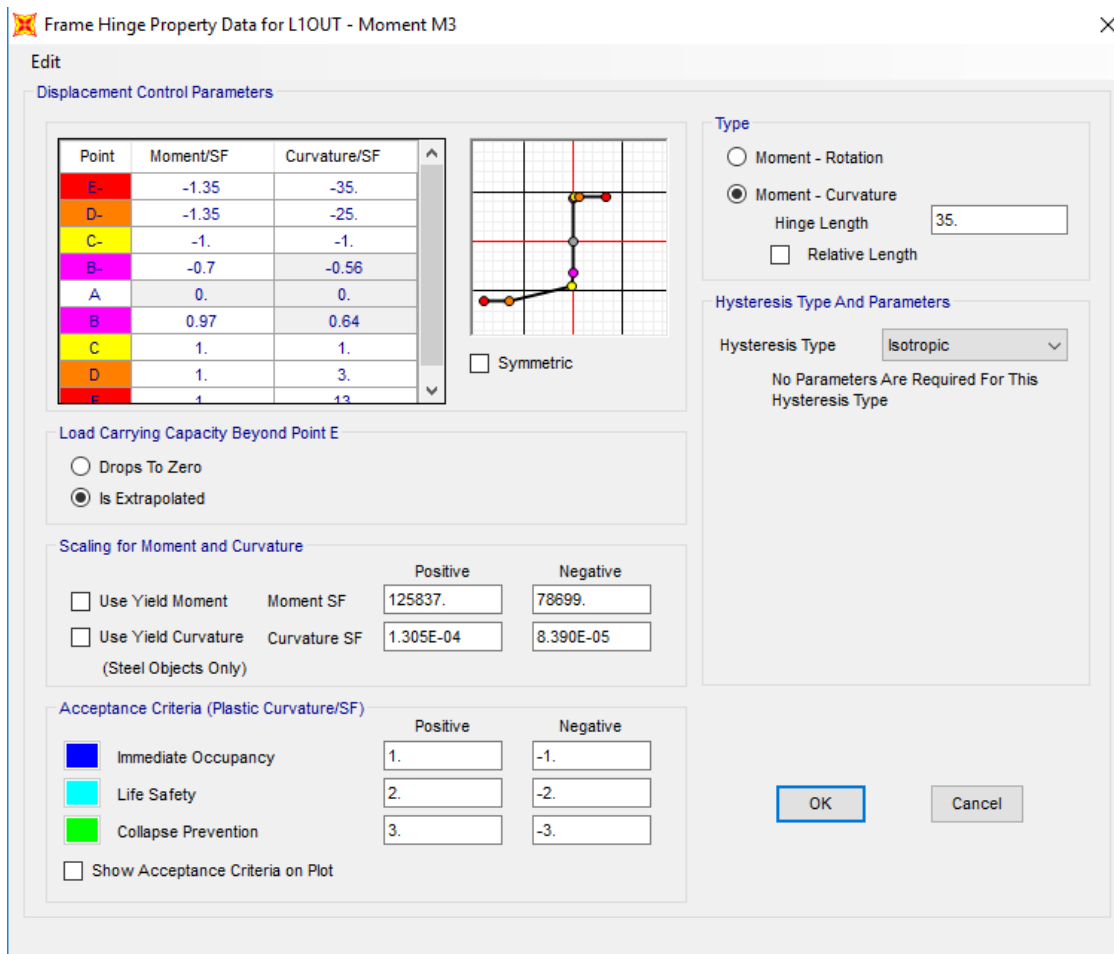 Frame Hinge Property Data for L1OUT - Moment M3
Edit
Displacement Control Parameters
Point Moment/SF Curvature/SF
E- -1.35 -35.
D- -1.35 -25.
C- -1. -1.
B- -0.7 -0.56
A 0. 0.
B 0.97 0.64
C 1. 1.
D 1. 3.
E 1. 13.
Symmetric
Load Carrying Capacity Beyond Point E
Drops To Zero
Is Extrapolated
Scaling for Moment and Curvature
Positive Negative
Use Yield Moment Moment SF 125837. 78699.
Use Yield Curvature Curvature SF 1.305E-04 8.390E-05
(Steel Objects Only)
Acceptance Criteria (Plastic Curvature/SF)
Positive Negative
Immediate Occupancy 1. -1.
Life Safety 2. -2.
Collapse Prevention 3. -3.
Show Acceptance Criteria on Plot
Type
Moment - Rotation
Moment - Curvature
Hinge Length 35.
Relative Length
Hysteresis Type And Parameters
Hysteresis Type Isotropic
No Parameters Are Required For This
Hysteresis Type
OK Cancel